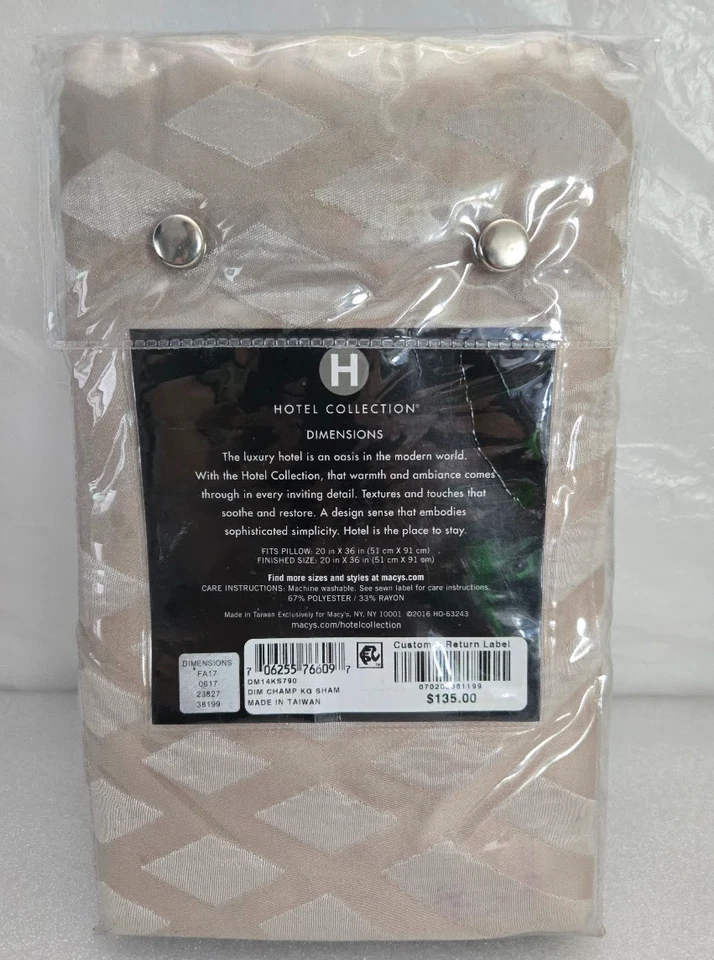 H
HOTEL COLLECTION®
DIMENSIONS
The luxury hotel is an oasis in the modern world.
With the Hotel Collection, that warmth and ambiance comes
through in every inviting detail. Textures and touches that
soothe and restore. A design sense that embodies
sophisticated simplicity. Hotel is the place to stay.
FITS PILLOW: 20 in X 36 in (51 cm X 91 cm)
FINISHED SIZE: 20 in X 36 in (51 cm X 91 cm)
Find more sizes and styles at macys.com
CARE INSTRUCTIONS: Machine washable. See sewn label for care instructions.
67% POLYESTER / 33% RAYON
Made in Taiwan Exclusively for Macy's, NY, NY 10001 ©2016 HO-63243
macys.com/hotelcollection
DIMENSIONS
FA17
0617
23827
38199
7 06255 76609 7
DM14KS790
DIM CHAMP KG SHAM
MADE IN TAIWAN
Custom Return Label
$135.00